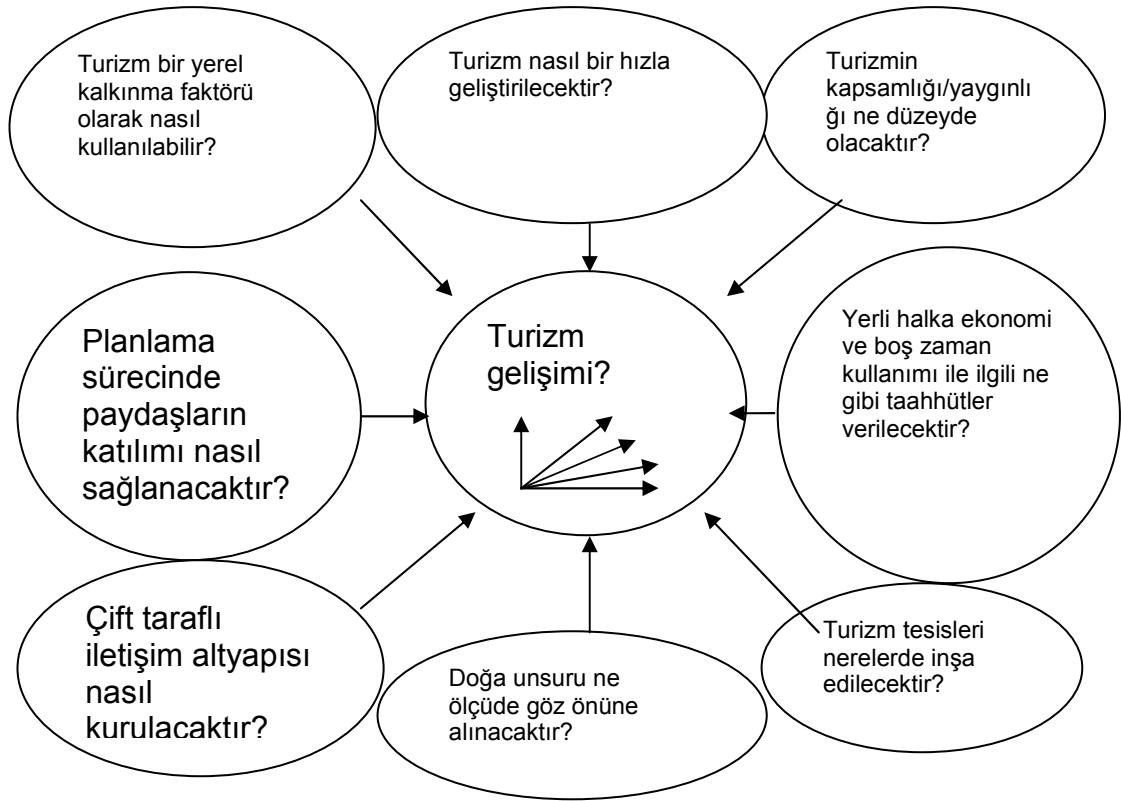 Turizm bir yerel
kalkınma faktörü
olarak nasıl
kullanılabilir?
Turizm nasıl bir hızla
geliştirilecektir?
Turizmin
kapsamlığı/yaygınlı
ğı ne düzeyde
olacaktır?
Planlama
sürecinde
paydaşların
katılımı nasıl
sağlanacaktır?
Turizm
gelişimi?
Yerli halka ekonomi
ve boş zaman
kullanımı ile ilgili ne
gibi taahhütler
verilecektir?
Çift taraflı
iletişim altyapısı
nasıl
kurulacaktır?
Doğa unsuru ne
ölçüde göz önüne
alınacaktır?
Turizm tesisleri
nerelerde inşa
edilecektir?